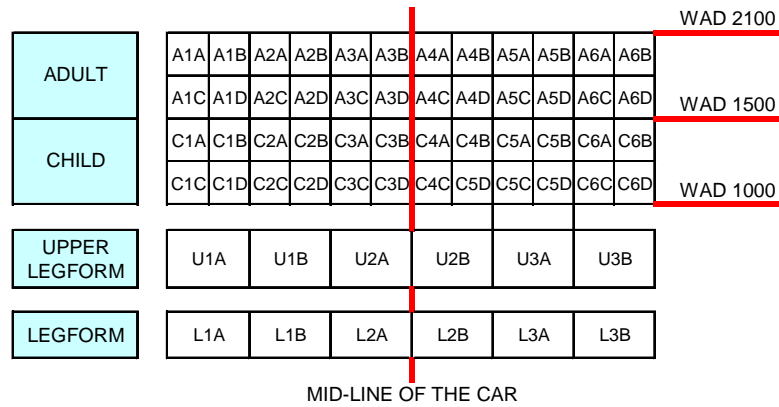 WAD 2100
ADULT
A1A A1B A2A A2B A3A A3B A4A A4B A5A A5B A6A A6B
A1C A1D A2C A2D A3C A3D A4C A4D A5C A5D A6C A6D
WAD 1500
CHILD
C1A C1B C2A C2B C3A C3B C4A C4B C5A C5B C6A C6B
C1C C1D C2C C2D C3C C3D C4C C5D C5C C5D C6C C6D
WAD 1000
UPPER
LEGFORM
U1A U1B U2A U2B U3A U3B
LEGFORM
L1A L1B L2A L2B L3A L3B
MID-LINE OF THE CAR